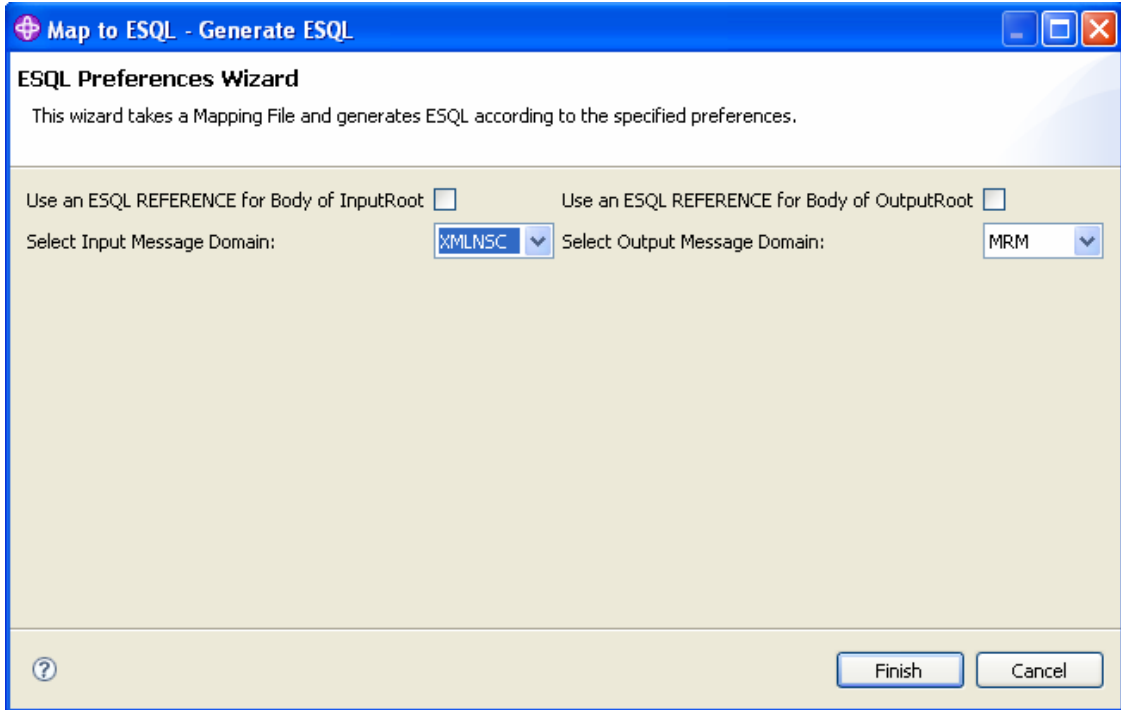 Map to ESQL - Generate ESQL
ESQL Preferences Wizard
This wizard takes a Mapping File and generates ESQL according to the specified preferences.
Use an ESQL REFERENCE for Body of InputRoot Use an ESQL REFERENCE for Body of OutputRoot
Select Input Message Domain: XMLNSC Select Output Message Domain: MRM
? Finish Cancel